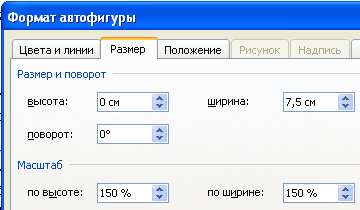 Формат автофигуры
Цвета и линии Размер Положение Рисунок Надпись
Размер и поворот
высота: 0 см ширина: 7,5 см
поворот: 0°
Масштаб
по высоте: 150 % по ширине: 150 %